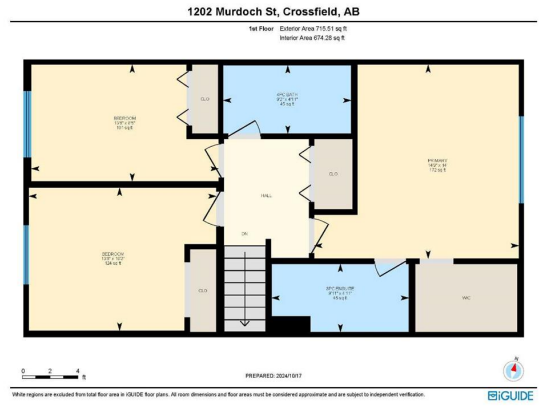 1202 Murdoch St, Crossfield, AB
1st Floor Exterior Area 715.51 sq ft
Interior Area 674.28 sq ft
4PC BATH
CLO
BEDROOM
PRIMARY
CLO
HALL
DN
BEDROOM
CLO
WIC
N
0 2 4
ft
PREPARED: 2024/10/17
White regions are excluded from total floor area in iGUIDE floor plans. All room dimensions and floor areas must be considered approximate and are subject to independent verification.
iGUIDE